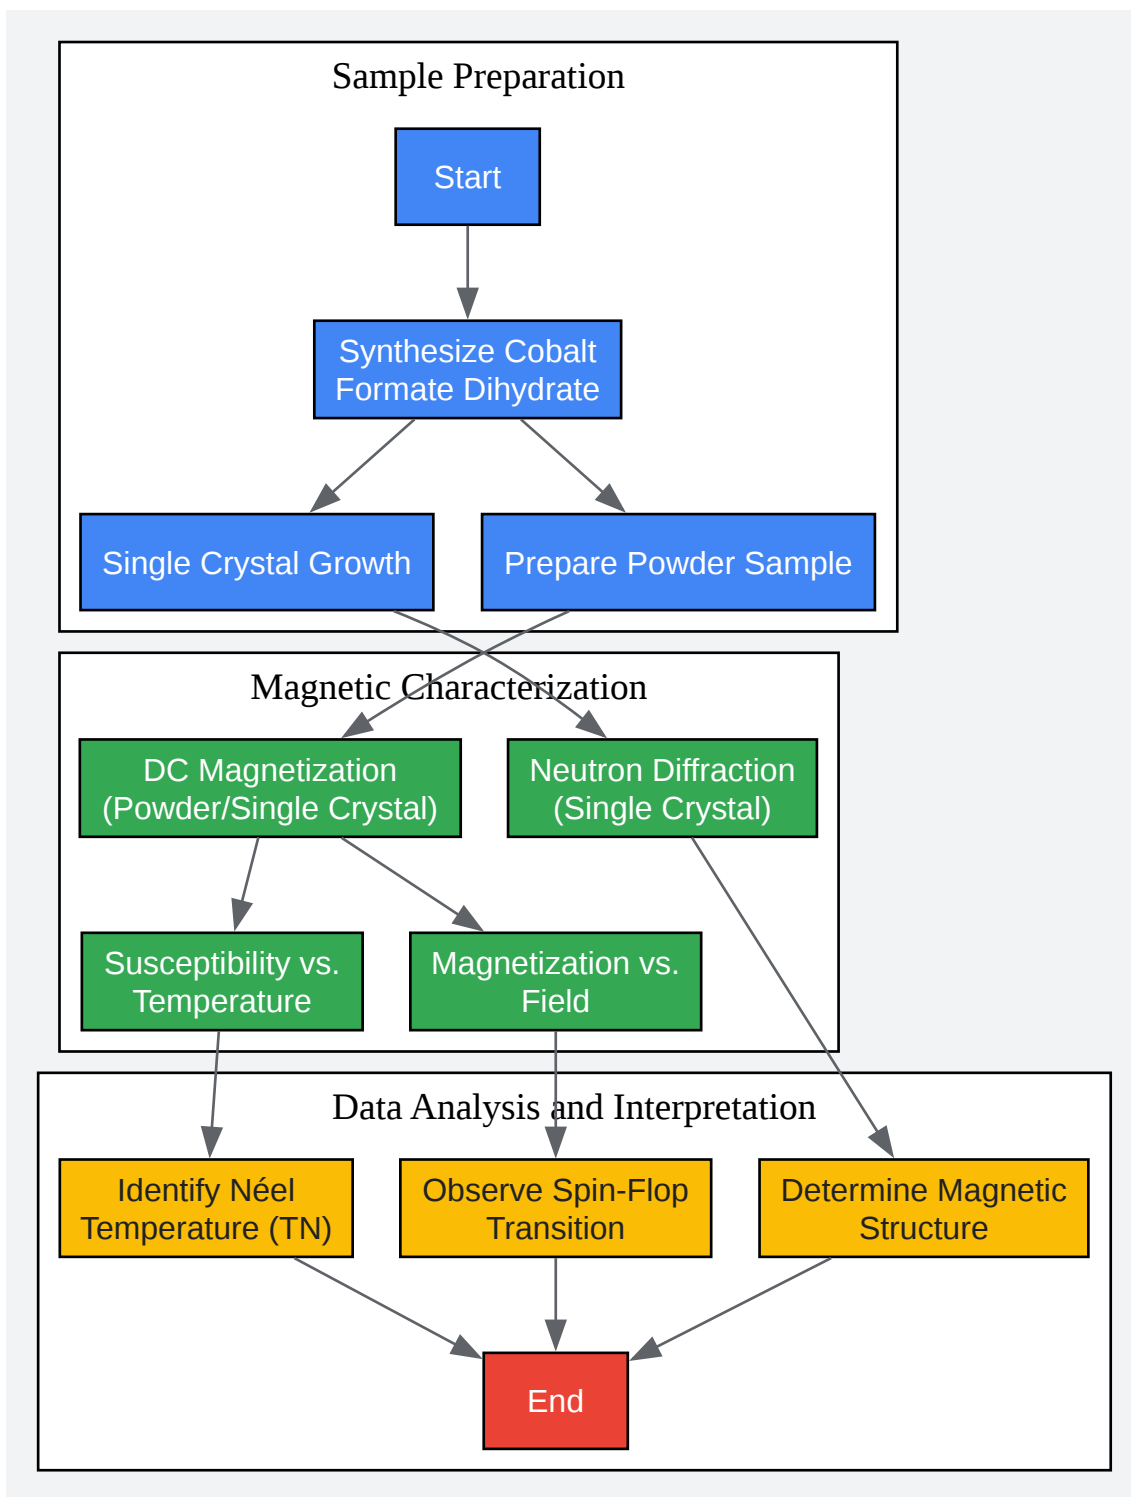 Sample Preparation
Start
Synthesize Cobalt
Formate Dihydrate
Single Crystal Growth
Prepare Powder Sample
Magnetic Characterization
DC Magnetization
(Powder/Single Crystal)
Neutron Diffraction
(Single Crystal)
Susceptibility vs.
Temperature
Magnetization vs.
Field
Data Analysis and Interpretation
Identify Néel
Temperature (TN)
Observe Spin-Flop
Transition
Determine Magnetic
Structure
End